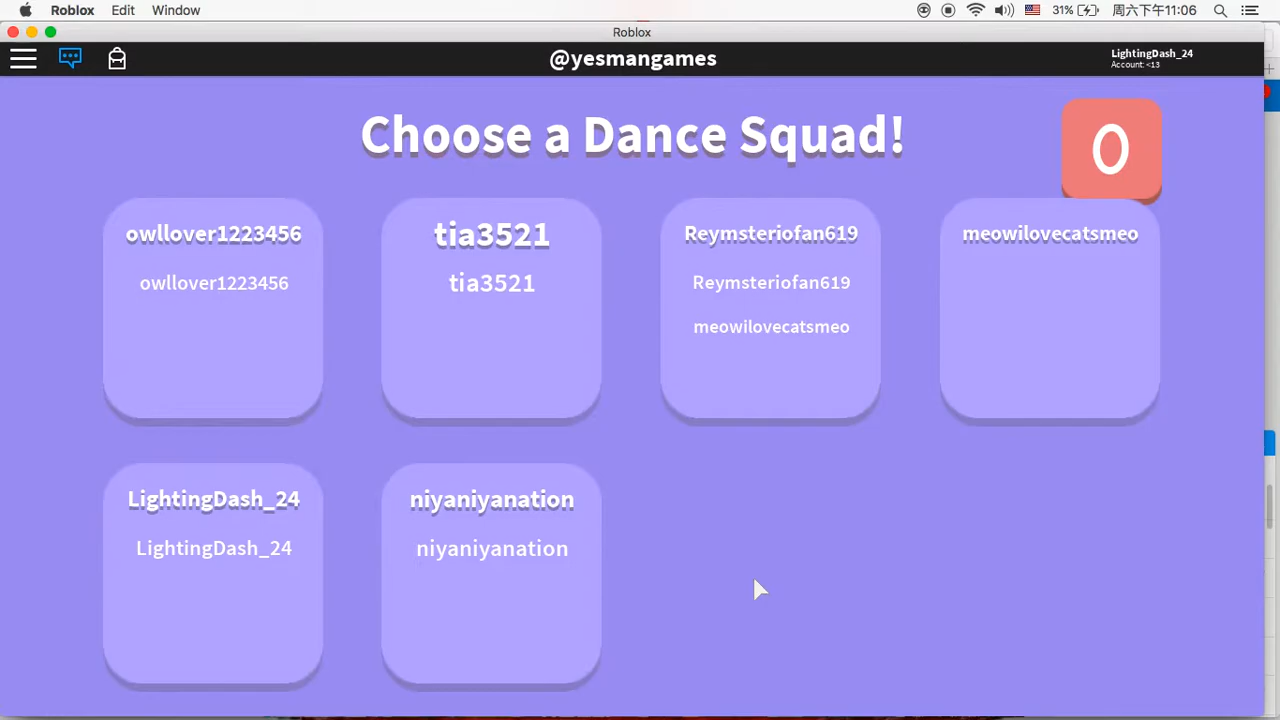 Roblox Edit Window 31% 周六下午11:06
Roblox
@yesmangames
LightingDash_24
Account: <13
Choose a Dance Squad!
0
owllover1223456
owllover1223456
tia3521
tia3521
Reymsteriofan619
Reymsteriofan619
meowilovecatsmeo
meowilovecatsmeo
LightingDash_24
LightingDash_24
niyaniyanation
niyaniyanation